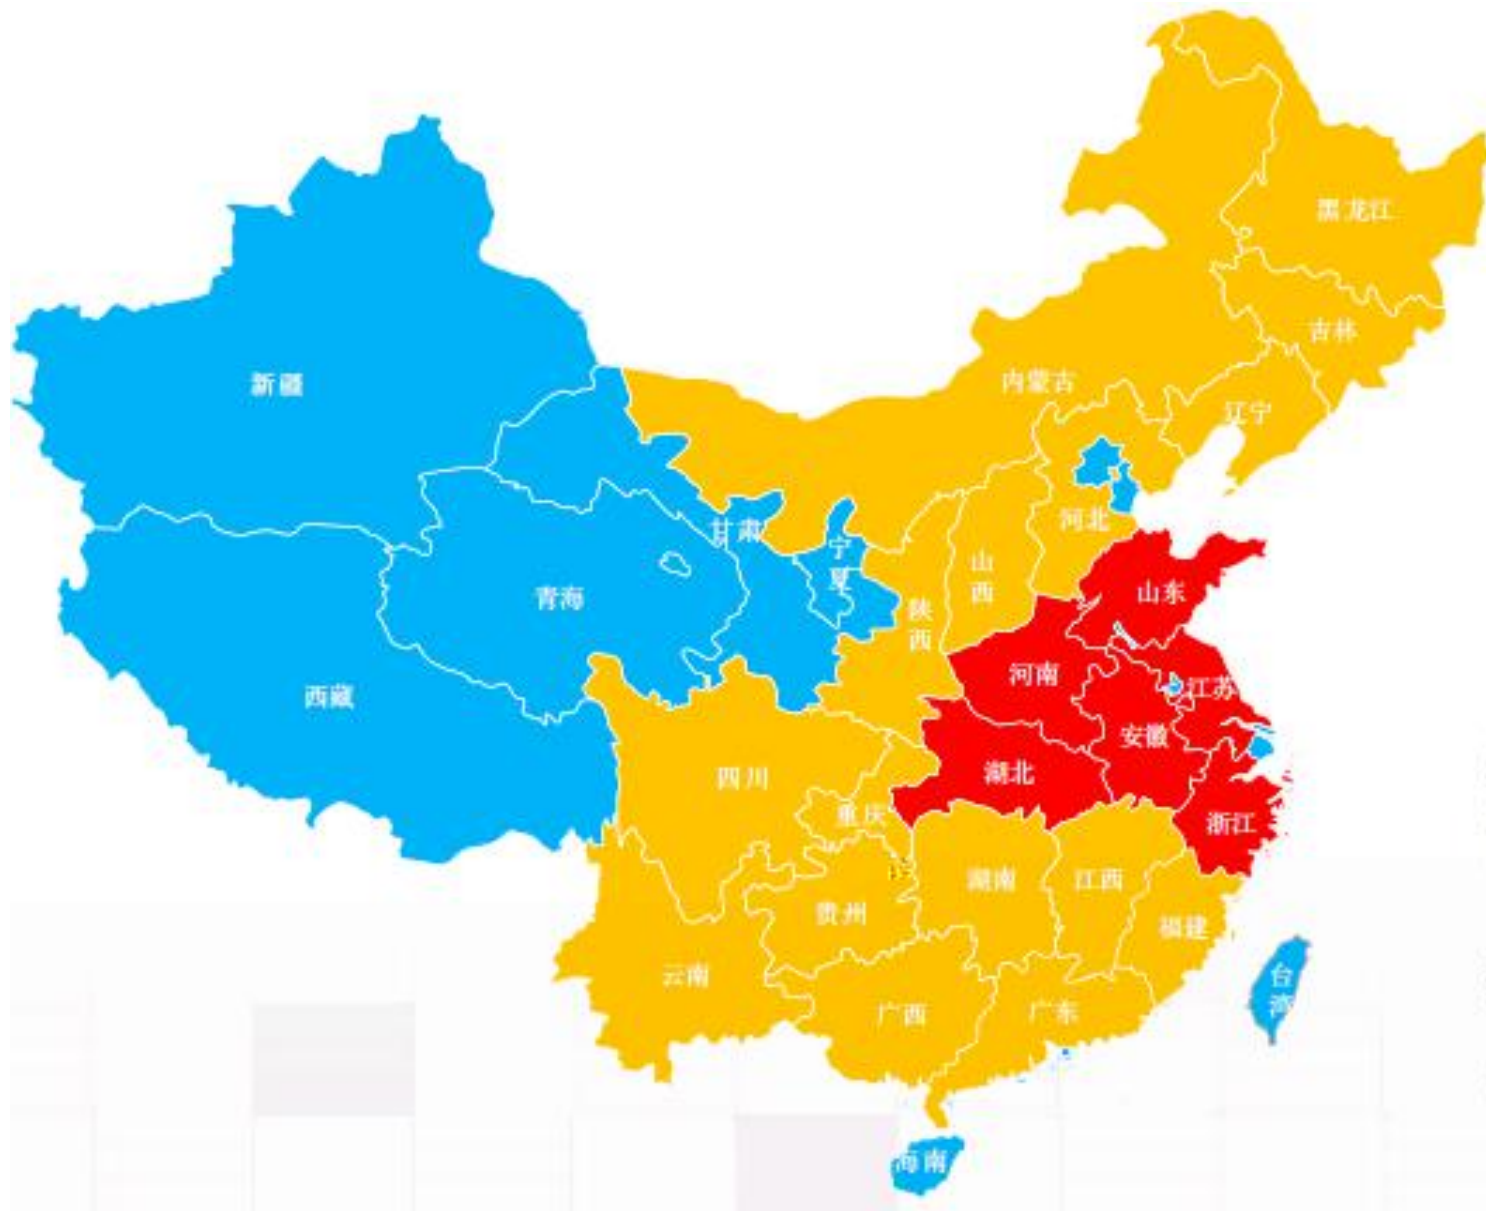 黑龙江
吉林
新疆
内蒙古
辽宁
河北
甘肃
宁夏
山西
青海
山东
陕西
河南
江苏
西藏
安徽
湖北
四川
重庆
浙江
湖南
江西
贵州
福建
云南
台湾
广西
广东
海南